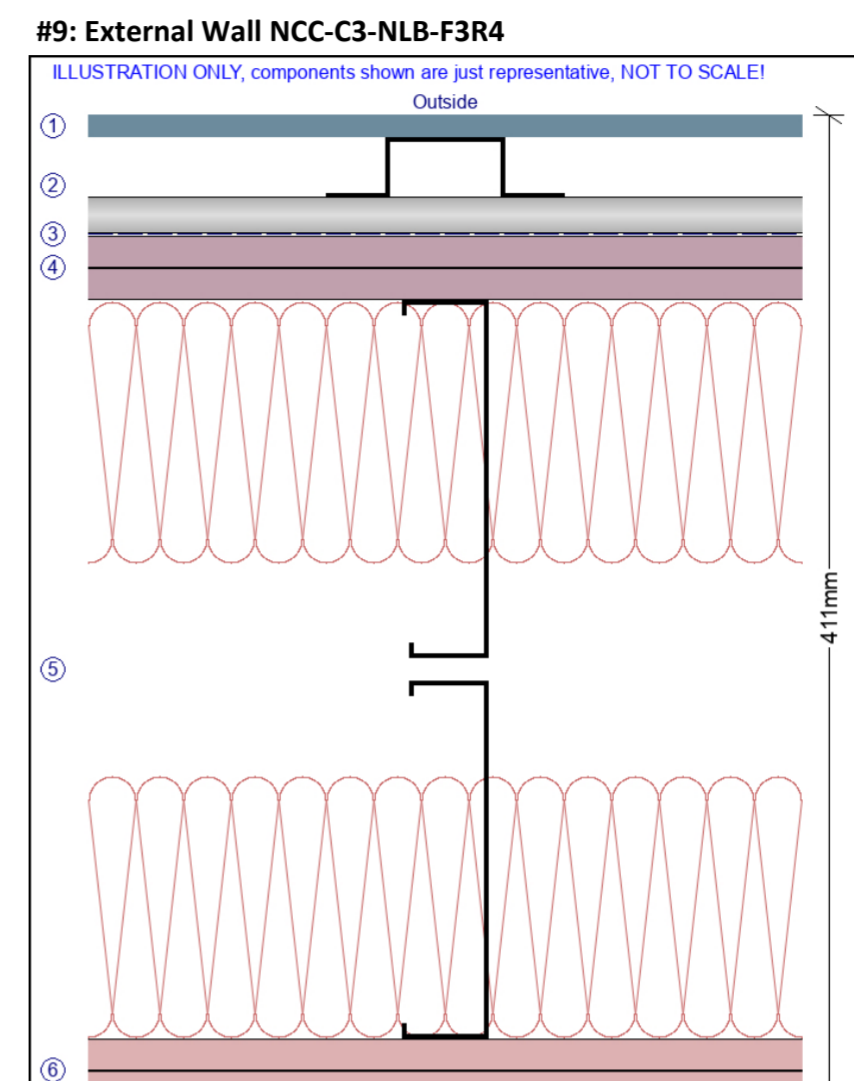 #9: External Wall NCC-C3-NLB-F3R4
ILLUSTRATION ONLY, components shown are just representative, NOT TO SCALE!
Outside
1
2
3
4
5
411mm
6